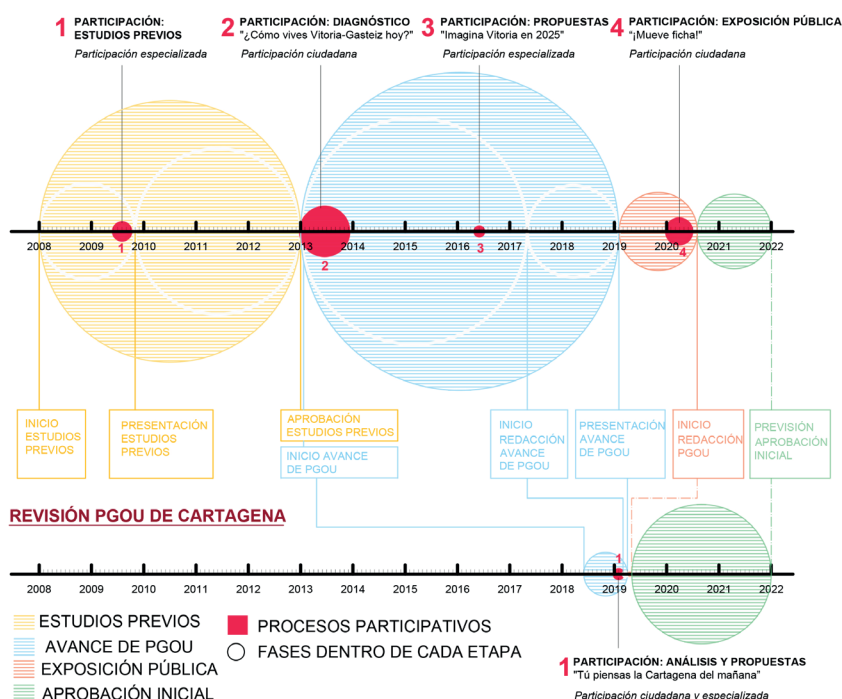 1 PARTICIPACIÓN:
ESTUDIOS PREVIOS
Participación especializada
2 PARTICIPACIÓN: DIAGNÓSTICO
"¿Cómo vives Vitoria-Gasteiz hoy?"
Participación ciudadana
3 PARTICIPACIÓN: PROPUESTAS
"Imagina Vitoria en 2025"
Participación especializada
4 PARTICIPACIÓN: EXPOSICIÓN PÚBLICA
"¡Mueve ficha!"
Participación ciudadana
2008 2009 2010 2011 2012 2013 2014 2015 2016 2017 2018 2019 2020 2021 2022
1
2
3
4
INICIO
ESTUDIOS
PREVIOS
PRESENTACIÓN
ESTUDIOS
PREVIOS
APROBACIÓN
ESTUDIOS PREVIOS
INICIO AVANCE
DE PGOU
INICIO
REDACCIÓN
AVANCE
DE PGOU
PRESENTACIÓN
AVANCE
DE PGOU
INICIO
REDACCIÓN
PGOU
PREVISIÓN
APROBACIÓN
INICIAL
REVISIÓN PGOU DE CARTAGENA
1
2008 2009 2010 2011 2012 2013 2014 2015 2016 2017 2018 2019 2020 2021 2022
ESTUDIOS PREVIOS
AVANCE DE PGOU
EXPOSICIÓN PÚBLICA
APROBACIÓN INICIAL
PROCESOS PARTICIPATIVOS
FASES DENTRO DE CADA ETAPA
1 PARTICIPACIÓN: ANÁLISIS Y PROPUESTAS
"Tú piensas la Cartagena del mañana"
Participación ciudadana y especializada